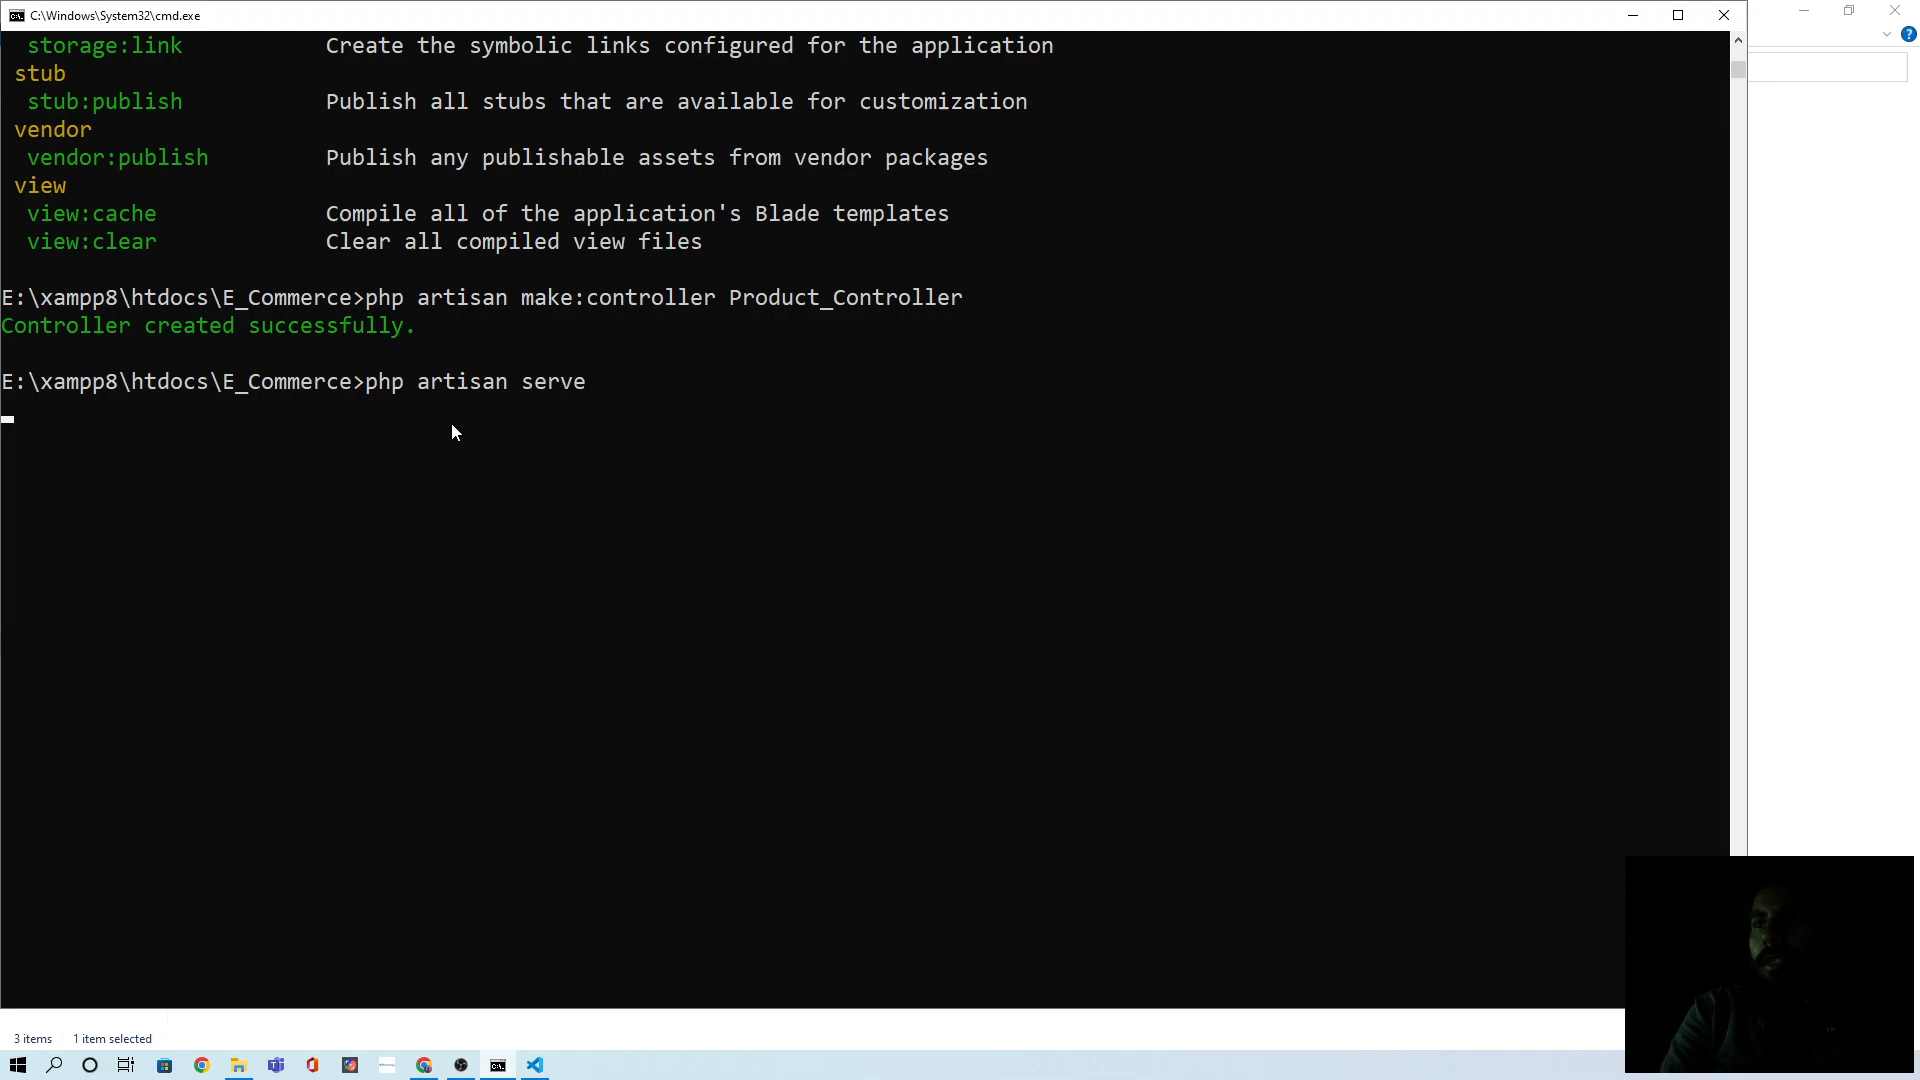 C:\Windows\System32\cmd.exe
storage:link Create the symbolic links configured for the application
stub
stub:publish Publish all stubs that are available for customization
vendor
vendor:publish Publish any publishable assets from vendor packages
view
view:cache Compile all of the application's Blade templates
view:clear Clear all compiled view files
E:\xampp8\htdocs\E_Commerce>php artisan make:controller Product_Controller
Controller created successfully.
E:\xampp8\htdocs\E_Commerce>php artisan serve
3 items 1 item selected